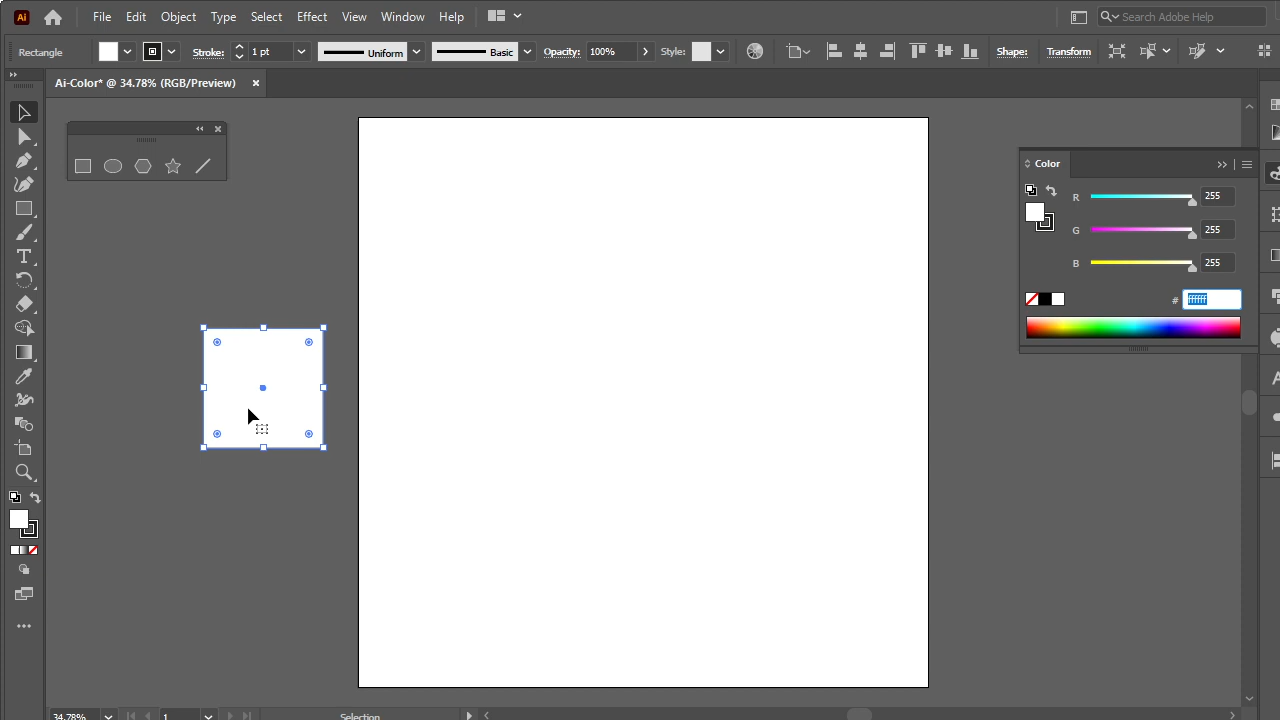 Ai File Edit Object Type Select Effect View Window Help Search Adobe Help
Rectangle Stroke: 1 pt Uniform Basic Opacity: 100% Style: Shape: Transform
Ai-Color* @ 34.78% (RGB/Preview)
Color
R 255
G 255
B 255
# ffffff
34.78% 1 Selection